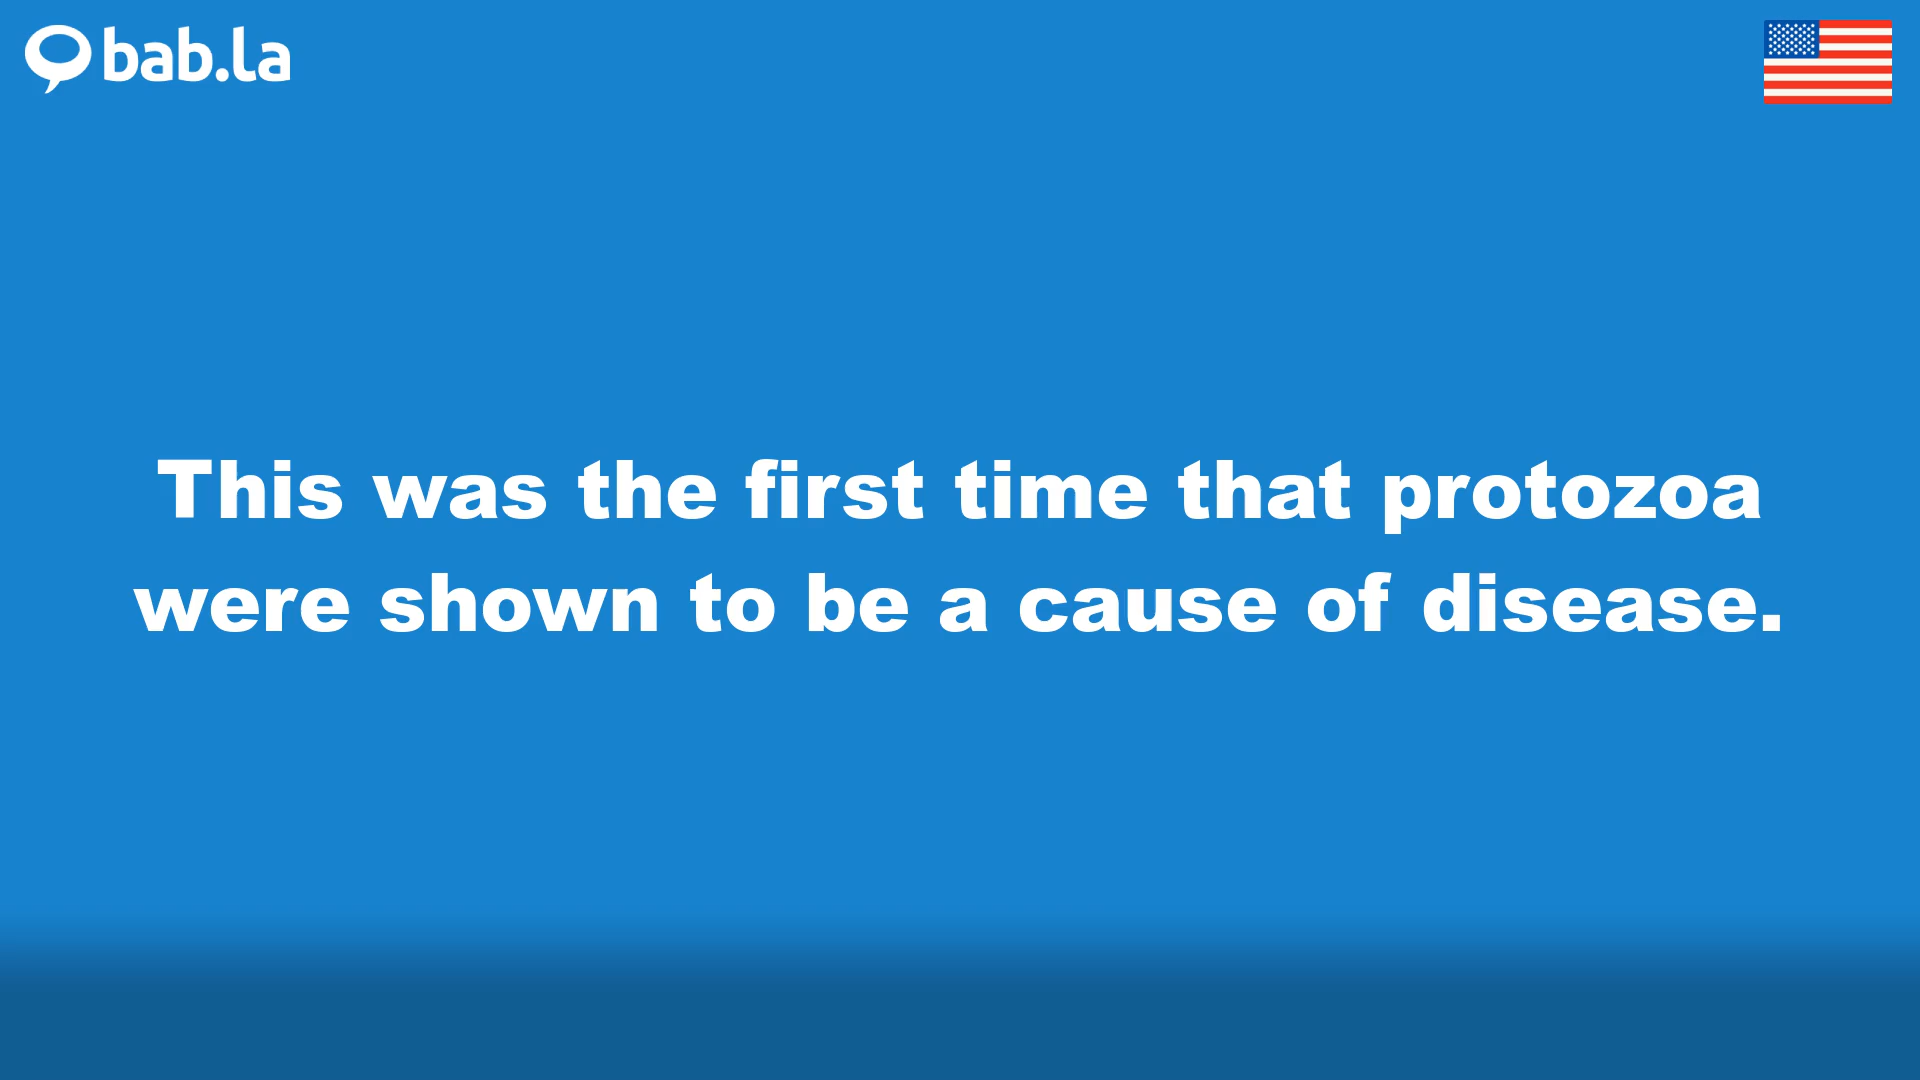 bab.la
This was the first time that protozoa
were shown to be a cause of disease.